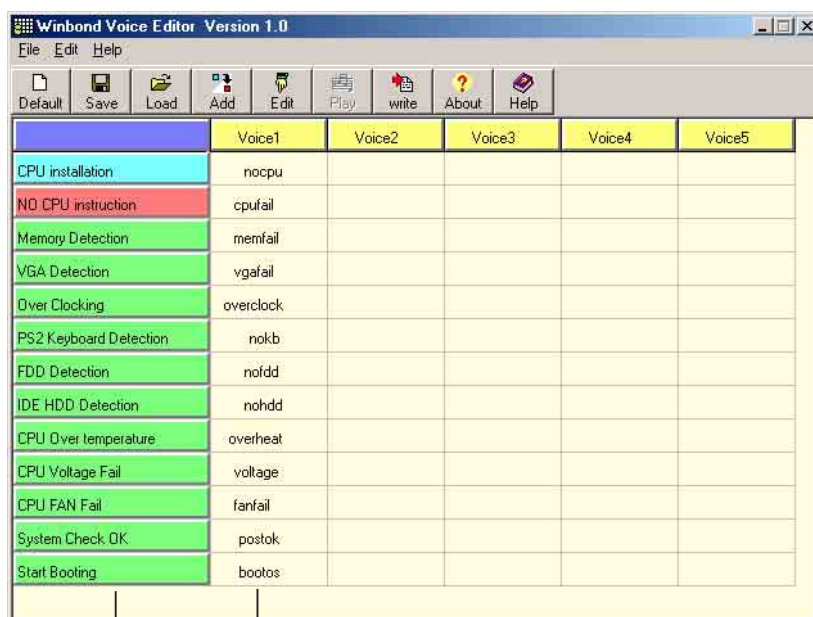 Winbond Voice Editor Version 1.0
File Edit Help
Default Save Load Add Edit Play write About Help
Voice1 Voice2 Voice3 Voice4 Voice5
CPU installation nocpu
NO CPU instruction cpufail
Memory Detection memfail
VGA Detection vgafail
Over Clocking overclock
PS2 Keyboard Detection nokb
FDD Detection nofdd
IDE HDD Detection nohdd
CPU Over temperature overheat
CPU Voltage Fail voltage
CPU FAN Fail fanfail
System Check OK postok
Start Booting bootos